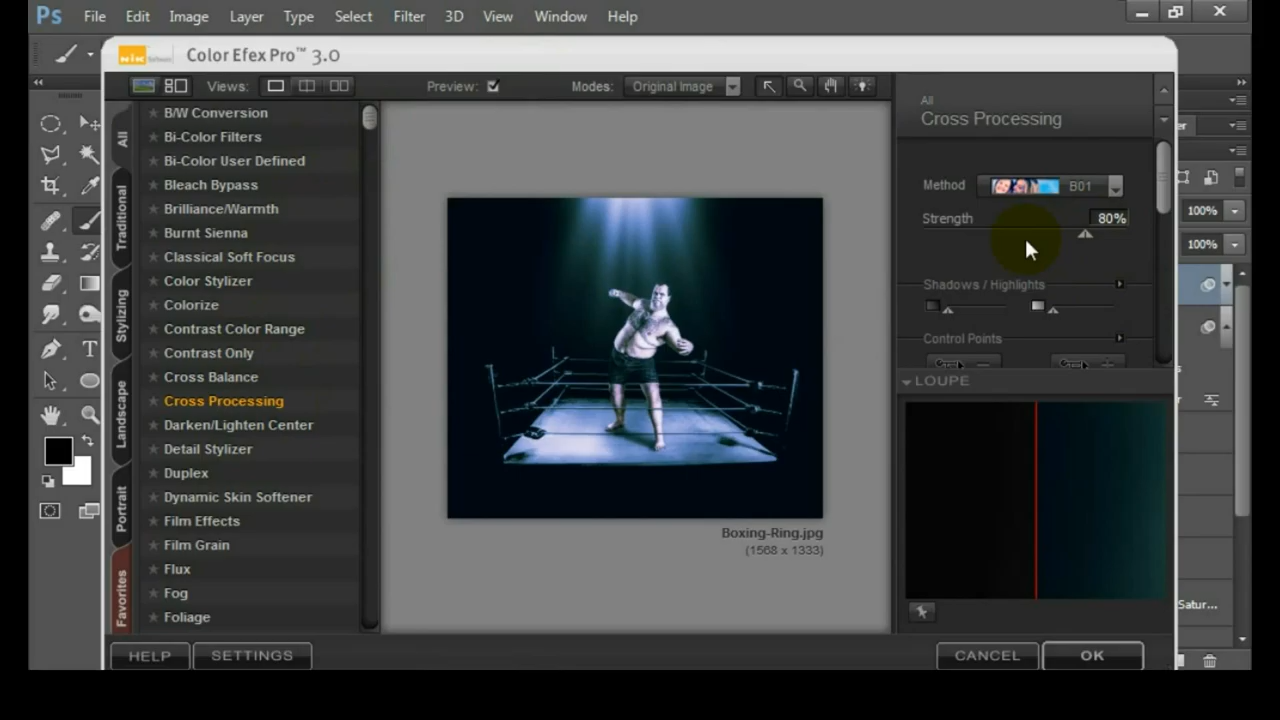 Ps File Edit Image Layer Type Select Filter 3D View Window Help
nik Color Efex Pro™ 3.0
Views: Preview: Modes: Original Image
All
Cross Processing
Method B01
Strength 80%
Shadows / Highlights
Control Points
LOUPE
All
Traditional
Stylizing
Landscape
Portrait
Favorites
B/W Conversion
Bi-Color Filters
Bi-Color User Defined
Bleach Bypass
Brilliance/Warmth
Burnt Sienna
Classical Soft Focus
Color Stylizer
Colorize
Contrast Color Range
Contrast Only
Cross Balance
Cross Processing
Darken/Lighten Center
Detail Stylizer
Duplex
Dynamic Skin Softener
Film Effects
Film Grain
Flux
Fog
Foliage
Boxing-Ring.jpg
(1568 x 1333)
HELP SETTINGS CANCEL OK
100%
100%
Satur...
T